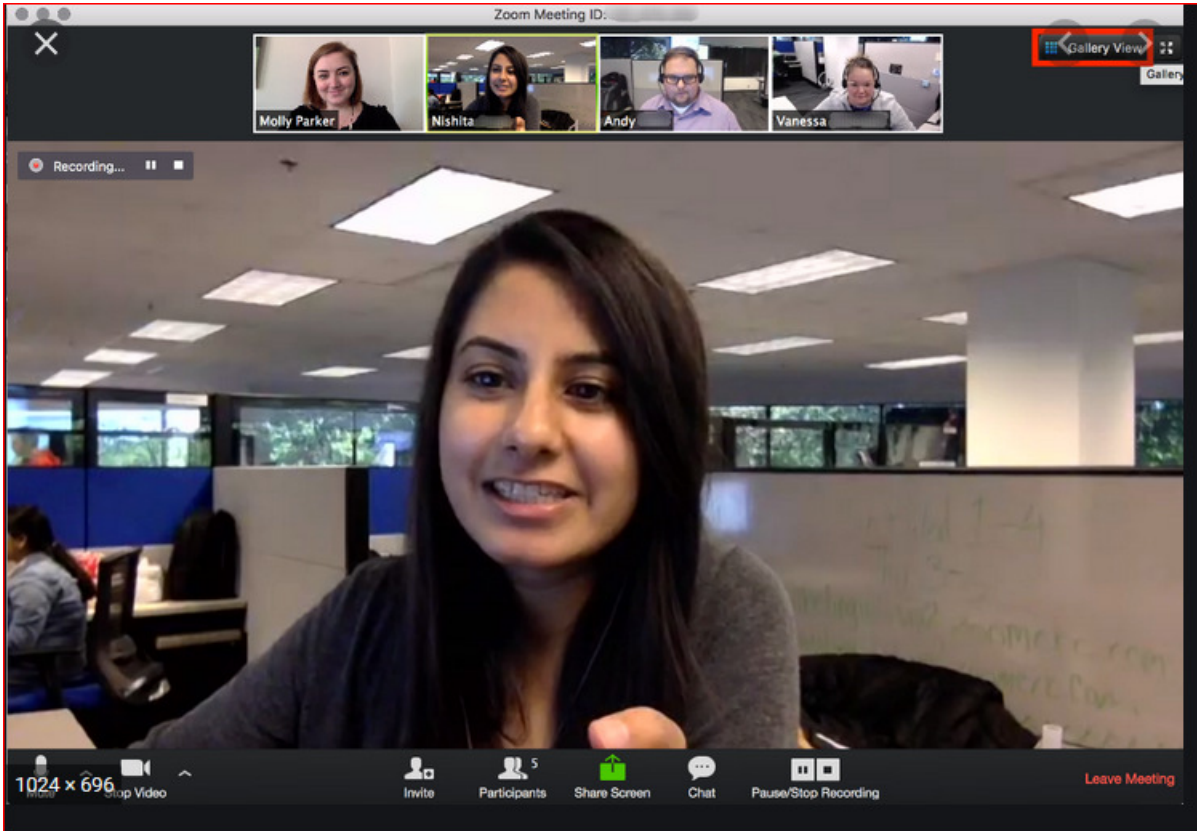 Zoom Meeting ID:
Gallery View
Gallery
Molly Parker
Nishita
Andy
Vanessa
Recording...
1024 × 696
Mute
Stop Video
Invite
5
Participants
Share Screen
Chat
Pause/Stop Recording
Leave Meeting